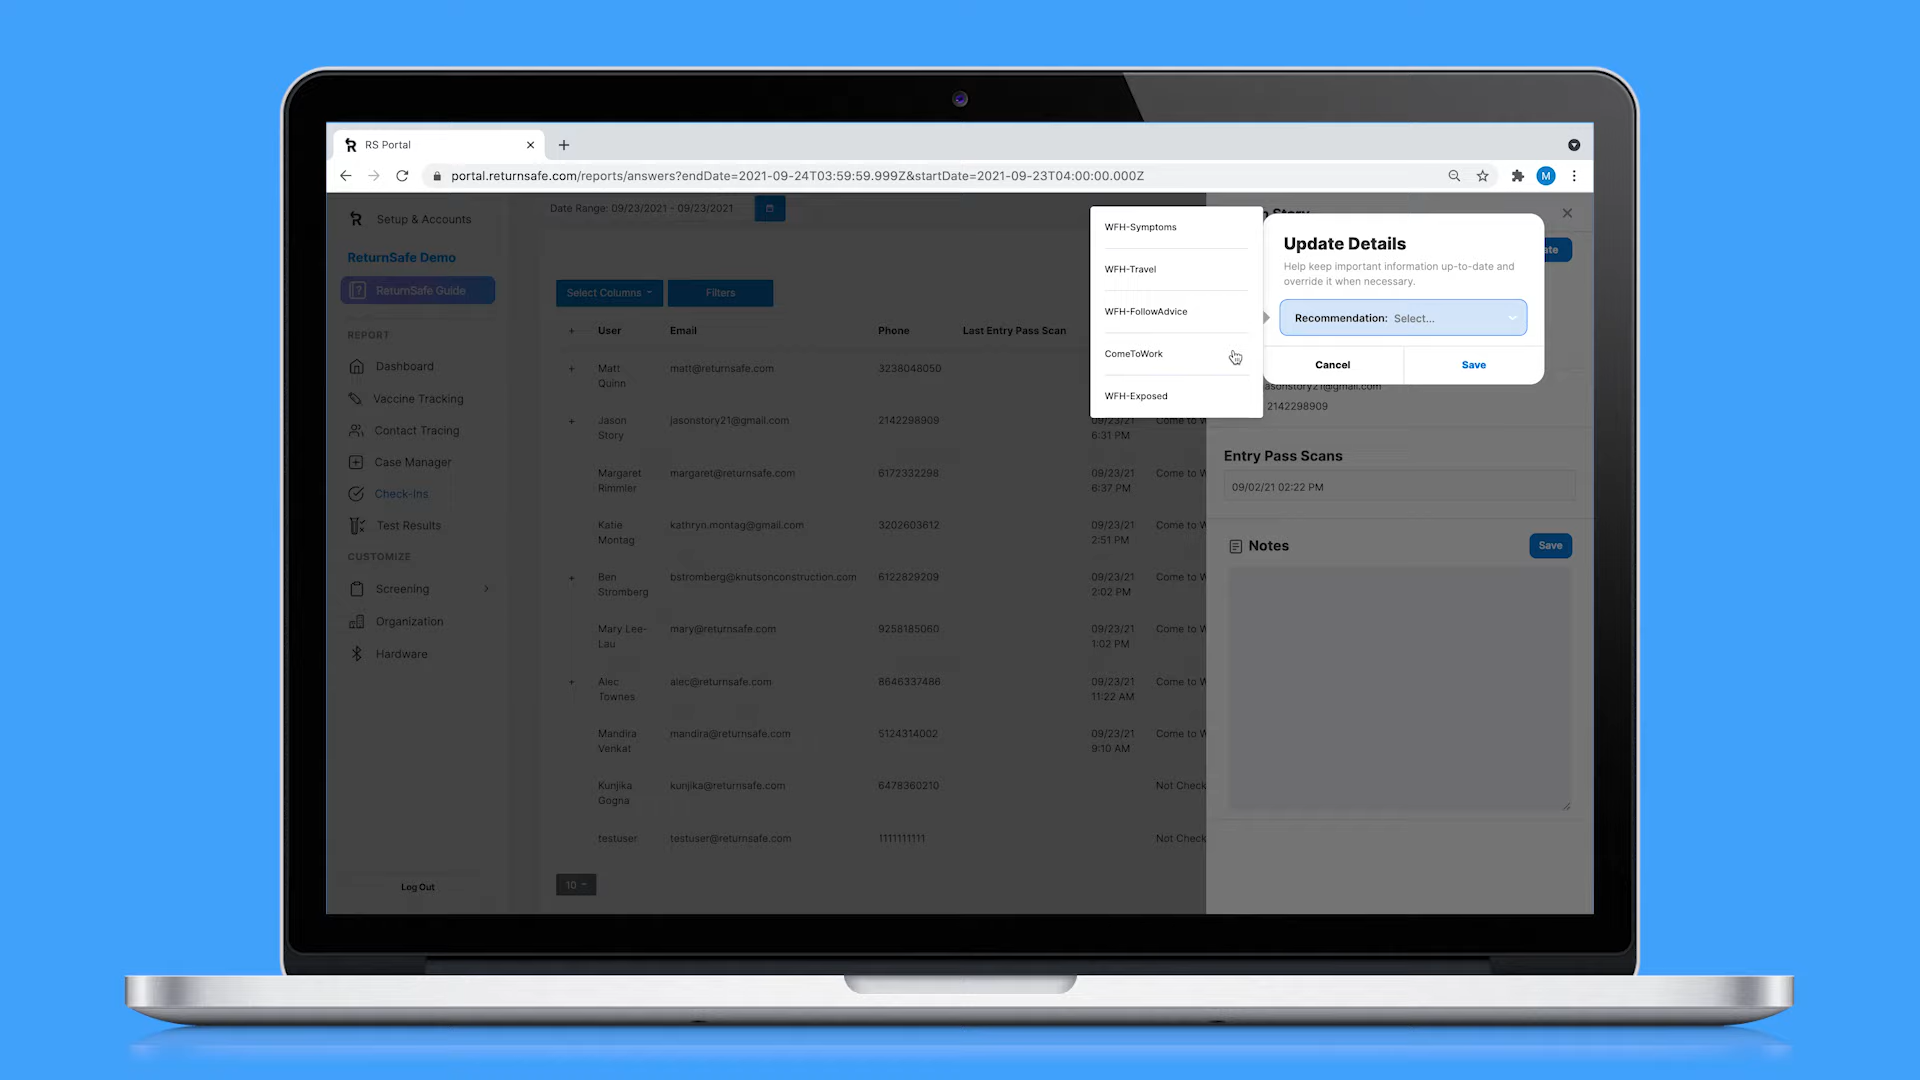 RS Portal
portal.returnsafe.com/reports/answers?endDate=2021-09-24T03:59:59.999Z&startDate=2021-09-23T04:00:00.000Z
M
Setup & Accounts
ReturnSafe Demo
ReturnSafe Guide
REPORT
Dashboard
Vaccine Tracking
Contact Tracing
Case Manager
Check-Ins
Test Results
CUSTOMIZE
Screening
Organization
Hardware
Log Out
Date Range: 09/23/2021 - 09/23/2021
Select Columns
Filters
+ User Email Phone Last Entry Pass Scan
+ Matt Quinn matt@returnsafe.com 3238048050
+ Jason Story jasonstory21@gmail.com 2142298909 09/23/21 6:31 PM Come to W
Margaret Rimmler margaret@returnsafe.com 6172332298 09/23/21 6:37 PM Come to W
Katie Montag kathryn.montag@gmail.com 3202603612 09/23/21 2:51 PM Come to W
+ Ben Stromberg bstromberg@knutsonconstruction.com 6122829209 09/23/21 2:02 PM Come to W
Mary Lee-Lau mary@returnsafe.com 9258185060 09/23/21 1:02 PM Come to W
+ Alec Townes alec@returnsafe.com 8646337486 09/23/21 11:22 AM Come to W
Mandira Venkat mandira@returnsafe.com 5124314002 09/23/21 9:10 AM Come to W
Kunjika Gogna kunjika@returnsafe.com 6478360210 Not Check
testuser testuser@returnsafe.com 1111111111 Not Check
10
WFH-Symptoms
WFH-Travel
WFH-FollowAdvice
ComeToWork
WFH-Exposed
Story
Update Details
Help keep important information up-to-date and
override it when necessary.
Recommendation: Select...
Cancel
Save
asonstory21@gmail.com
2142298909
Entry Pass Scans
09/02/21 02:22 PM
Notes
Save